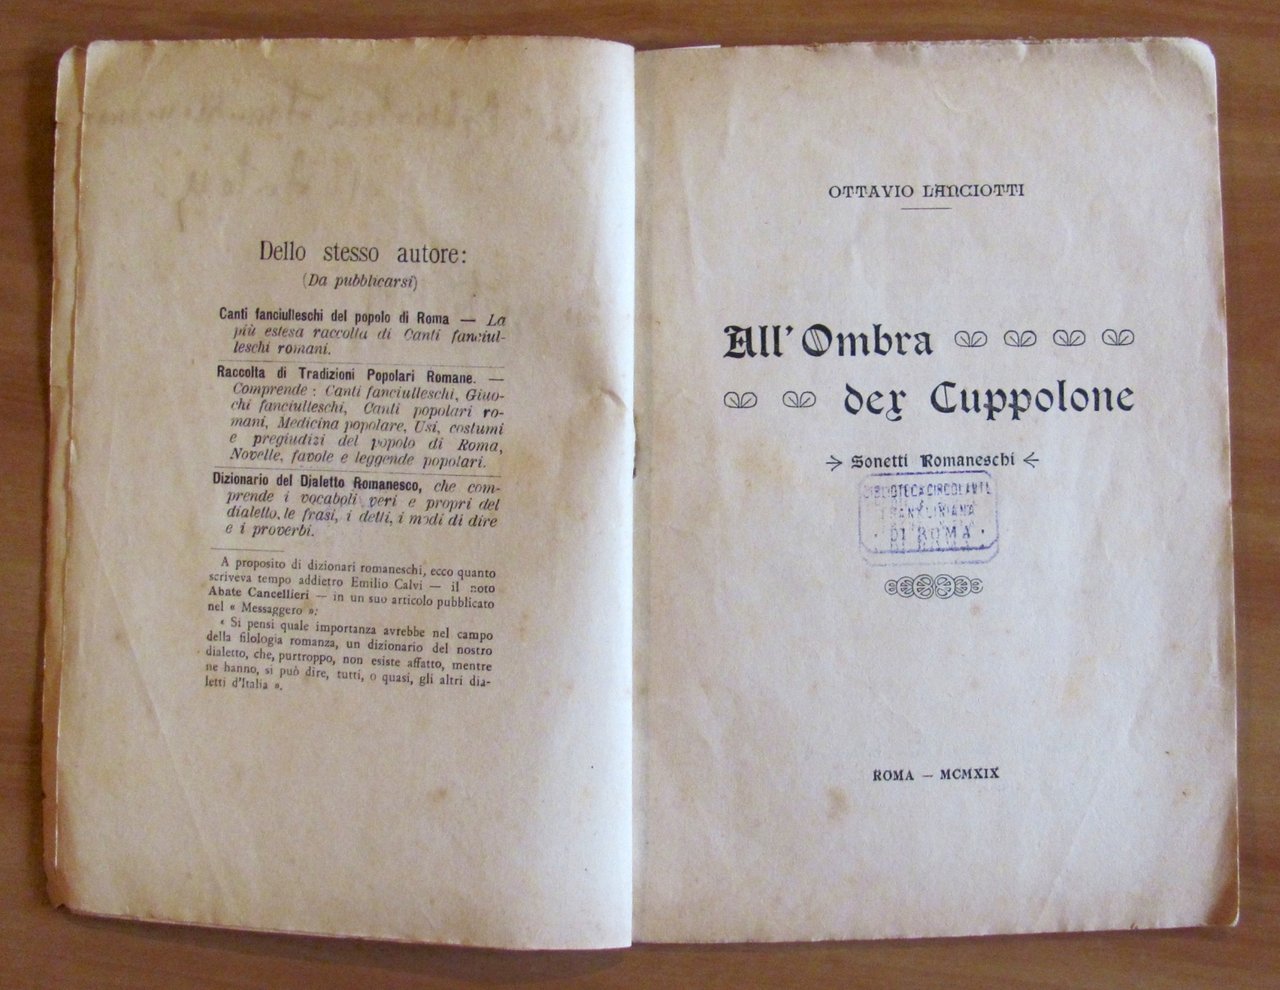 Dello stesso autore:
(Da pubblicarsi)
Canti fanciulleschi del popolo di Roma — La
più estesa raccolta di Canti fanciul-
leschi romani.
Raccolta di Tradizioni Popolari Romane. —
Comprende : Canti fanciulleschi, Giuo-
chi fanciulleschi, Canti popolari ro-
mani, Medicina popolare, Usi, costumi
e pregiudizi del popolo di Roma,
Novelle, favole e leggende popolari.
Dizionario del Dialetto Romanesco, che com-
prende i vocaboli veri e propri del
dialetto, le frasi, i detti, i modi di dire
e i proverbi.
A proposito di dizionari romaneschi, ecco quanto
scriveva tempo addietro Emilio Calvi — il noto
Abate Cancellieri — in un suo articolo pubblicato
nel « Messaggero »:
« Si pensi quale importanza avrebbe nel campo
della filologia romanza, un dizionario del nostro
dialetto, che, purtroppo, non esiste affatto, mentre
ne hanno, si può dire, tutti, o quasi, gli altri dia-
letti d'Italia ».
OTTAVIO LANCIOTTI
All'Ombra
der Cuppolone
Sonetti Romaneschi
BIBLIOTECA CIRCOLANTE
DI ROMA
ROMA — MCMXIX